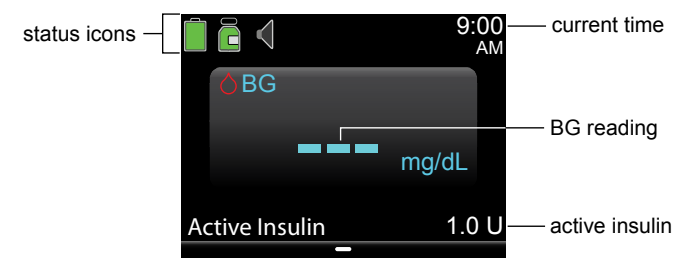 status icons
9:00
AM
current time
BG
BG reading
mg/dL
Active Insulin
1.0 U
active insulin